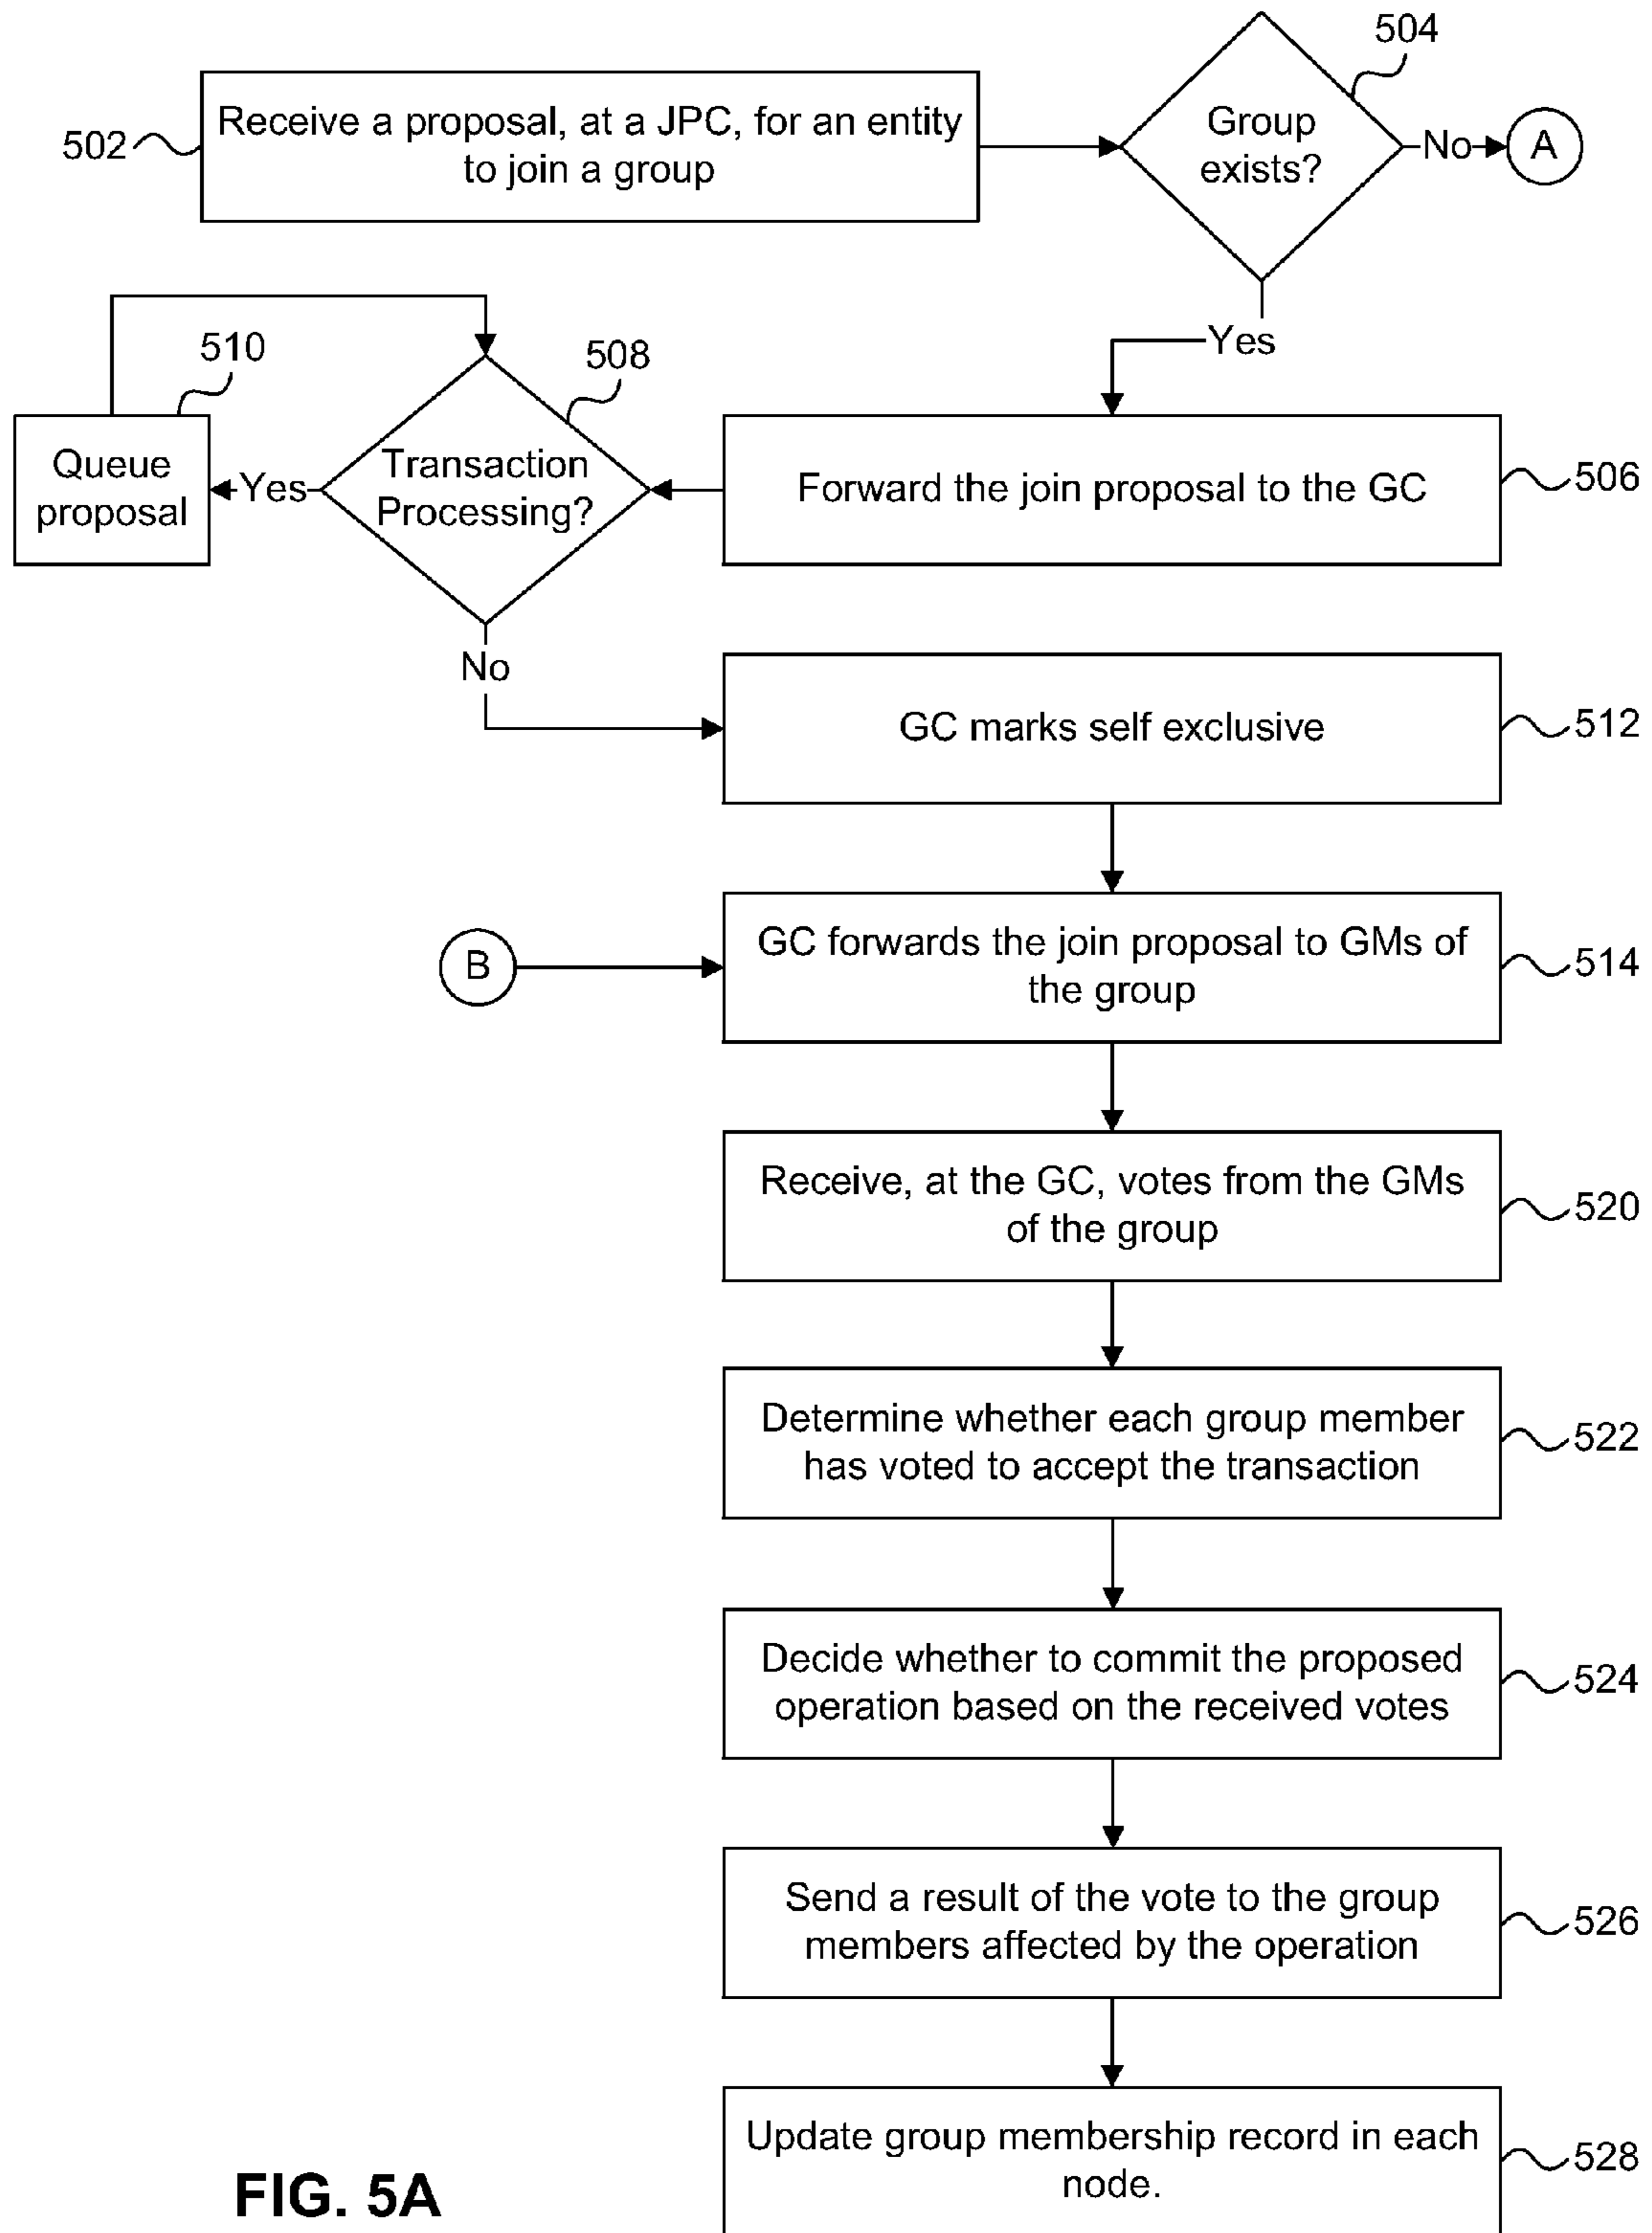 504
502
Receive a proposal, at a JPC, for an entity
to join a group
Group
exists?
No
A
Yes
510
508
Queue
proposal
Yes
Transaction
Processing?
Forward the join proposal to the GC
506
No
GC marks self exclusive
512
B
GC forwards the join proposal to GMs of
the group
514
Receive, at the GC, votes from the GMs
of the group
520
Determine whether each group member
has voted to accept the transaction
522
Decide whether to commit the proposed
operation based on the received votes
524
Send a result of the vote to the group
members affected by the operation
526
Update group membership record in each
node.
528
FIG. 5A